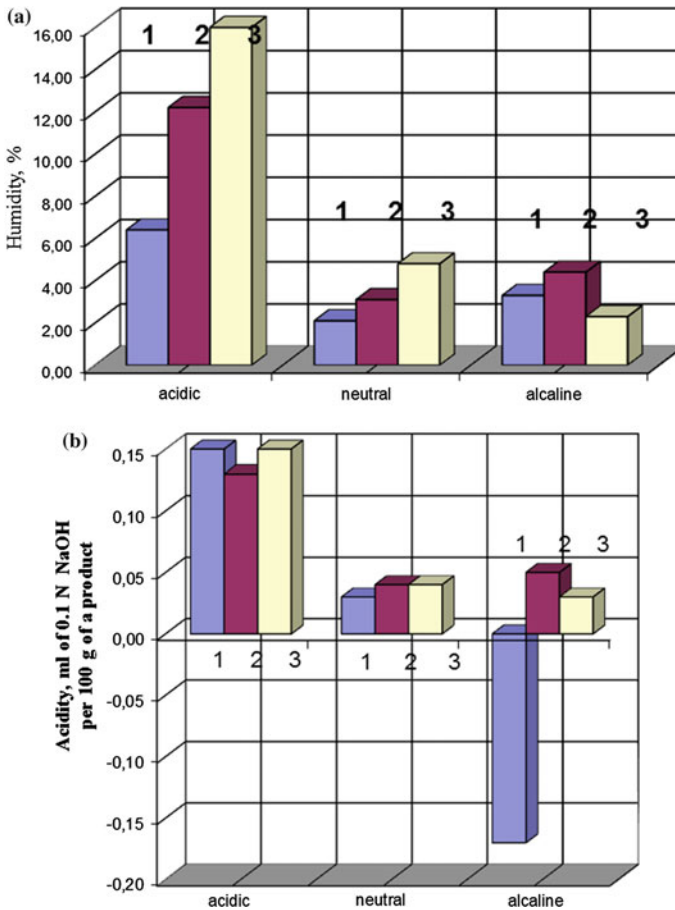 (a)
Humidity, %
16,00
14,00
12,00
10,00
8,00
6,00
4,00
2,00
0,00
1 2 3
1 2 3
1 2 3
acidic neutral alcaline
(b)
Acidity, ml of 0.1 N NaOH
per 100 g of a product
0,15
0,10
0,05
0,00
-0,05
-0,10
-0,15
-0,20
1 2 3
1 2 3
1 2 3
acidic neutral alcaline